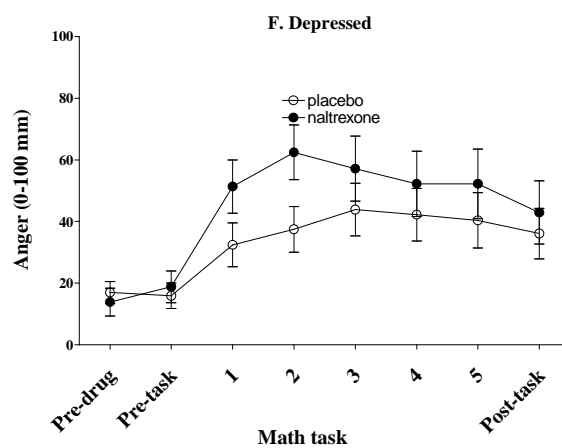 F. Depressed
100
80
60
40
20
0
Anger (0-100 mm)
placebo
naltrexone
Pre-drug
Pre-task
1
2
3
4
5
Post-task
Math task